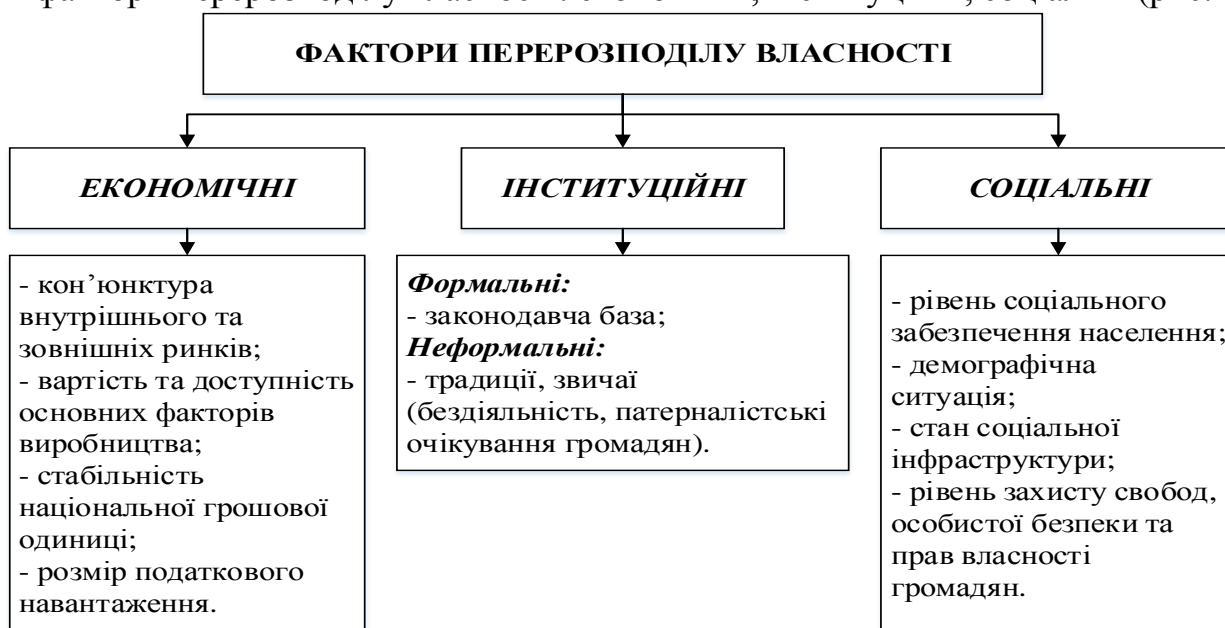 ФАКТОРИ ПЕРЕРОЗПОДІЛУ ВЛАСНОСТІ
ЕКОНОМІЧНІ
ІНСТИТУЦІЙНІ
СОЦІАЛЬНІ
- кон’юнктура
внутрішнього та
зовнішніх ринків;
- вартість та доступність
основних факторів
виробництва;
- стабільність
національної грошової
одиниці;
- розмір податкового
навантаження.
Формальні:
- законодавча база;
Неформальні:
- традиції, звичаї
(бездіяльність, патерналістські
очікування громадян).
- рівень соціального
забезпечення населення;
- демографічна
ситуація;
- стан соціальної
інфраструктури;
- рівень захисту свобод,
особистої безпеки та
прав власності
громадян.